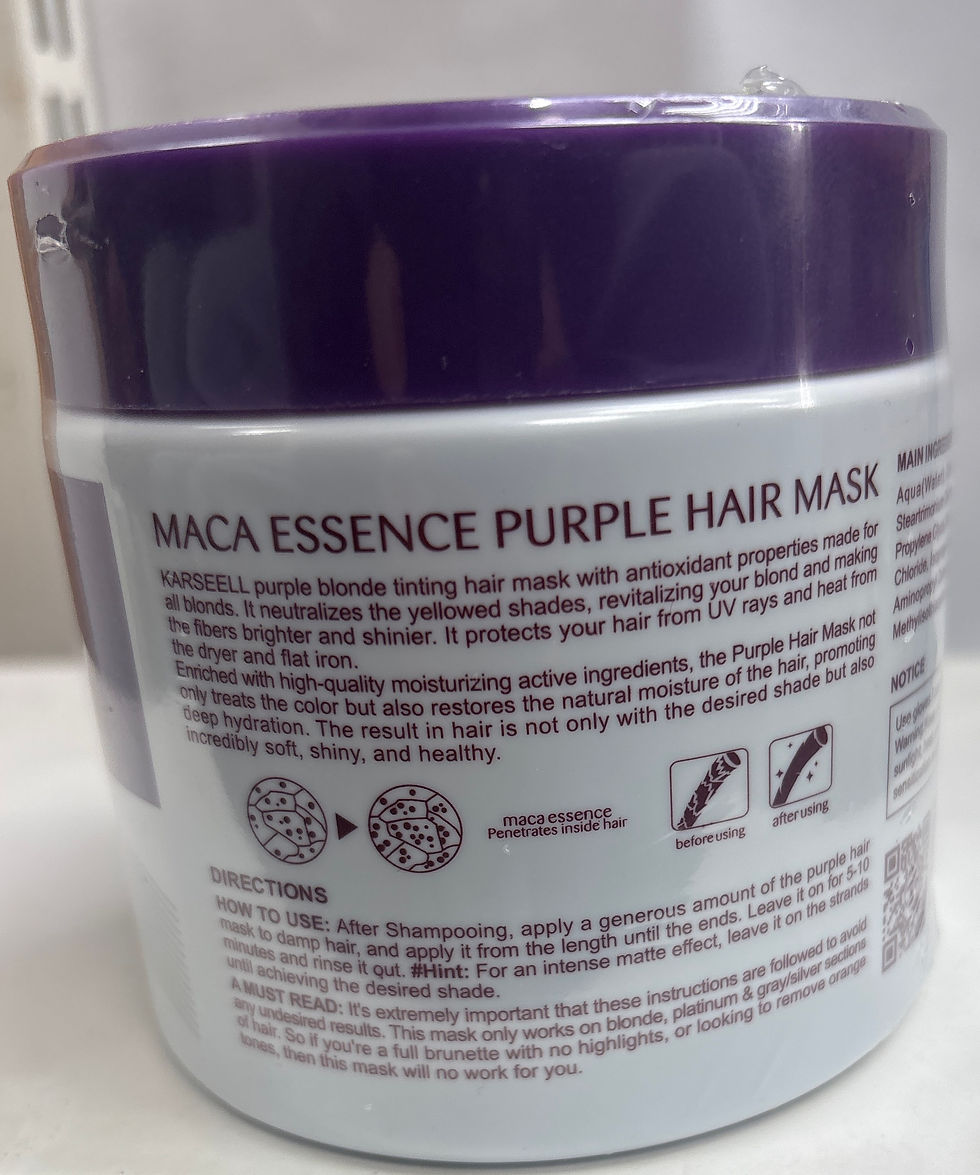 MACA ESSENCE PURPLE HAIR MASK
KARSEELL purple blonde tinting hair mask with antioxidant properties made for
all blonds. It neutralizes the yellowed shades, revitalizing your blond and making
the fibers brighter and shinier. It protects your hair from UV rays and heat from
the dryer and flat iron.
Enriched with high-quality moisturizing active ingredients, the Purple Hair Mask not
only treats the color but also restores the natural moisture of the hair, promoting
deep hydration. The result in hair is not only with the desired shade but also
incredibly soft, shiny, and healthy.
maca essence
Penetrates inside hair
before using
after using
DIRECTIONS
HOW TO USE: After Shampooing, apply a generous amount of the purple hair
mask to damp hair, and apply it from the length until the ends. Leave it on for 5-10
minutes and rinse it out. #Hint: For an intense matte effect, leave it on the strands
until achieving the desired shade.
A MUST READ: It's extremely important that these instructions are followed to avoid
any undesired results. This mask only works on blonde, platinum & gray/silver sections
of hair. So if you're a full brunette with no highlights, or looking to remove orange
tones, then this mask will no work for you.
MAIN
Aqua(Water)
Propylene
Chloride,
NOTICE
Use